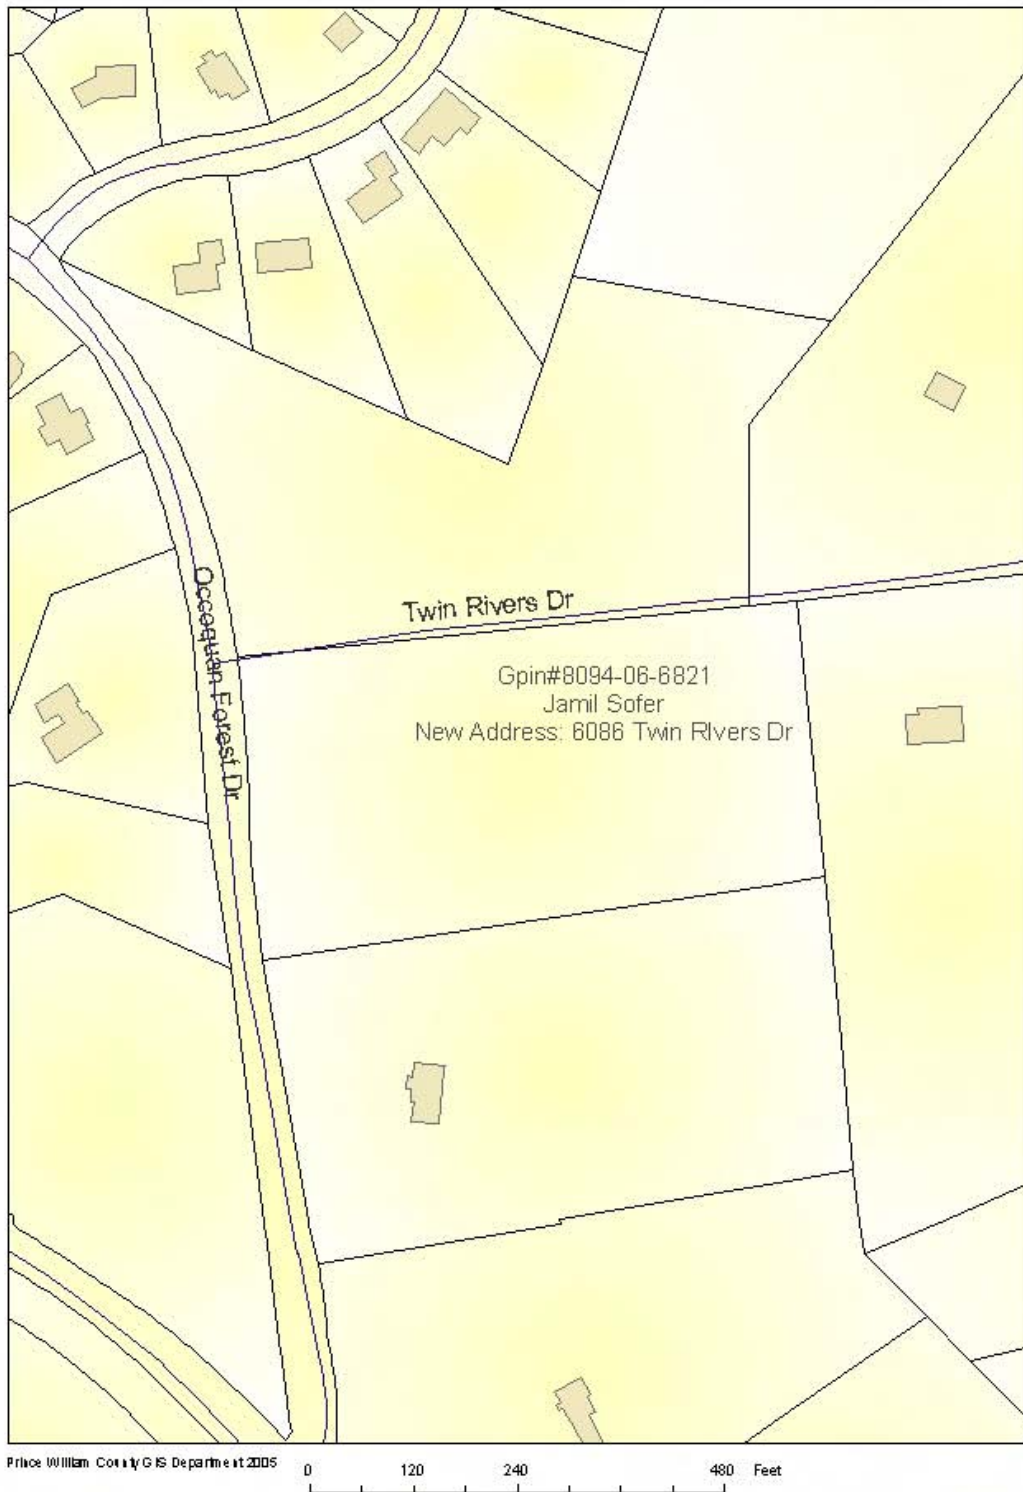 Twin Rivers Dr
Occoquan Forest Dr
Gpin#8094-06-6821
Jamil Sofer
New Address: 6086 Twin RIvers Dr
Prince William County GIS Department 2005
0 120 240 480 Feet